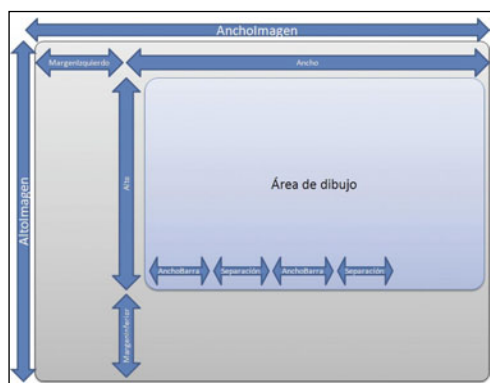 AnchoImagen
MargenIzquierdo
Ancho
AltoImagen
Alto
Área de dibujo
AnchoBarra
Separación
AnchoBarra
Separación
MargenInferior